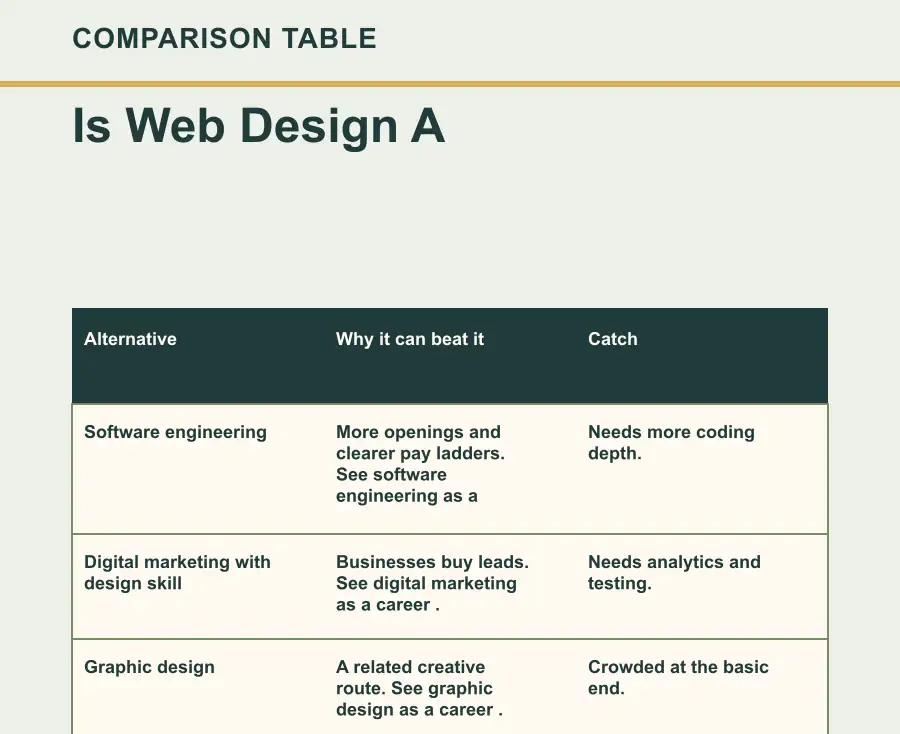 COMPARISON TABLE
Is Web Design A
Alternative
Why it can beat it
Catch
Software engineering
More openings and
clearer pay ladders.
See software
engineering as a
Needs more coding
depth.
Digital marketing with
design skill
Businesses buy leads.
See digital marketing
as a career .
Needs analytics and
testing.
Graphic design
A related creative
route. See graphic
design as a career .
Crowded at the basic
end.